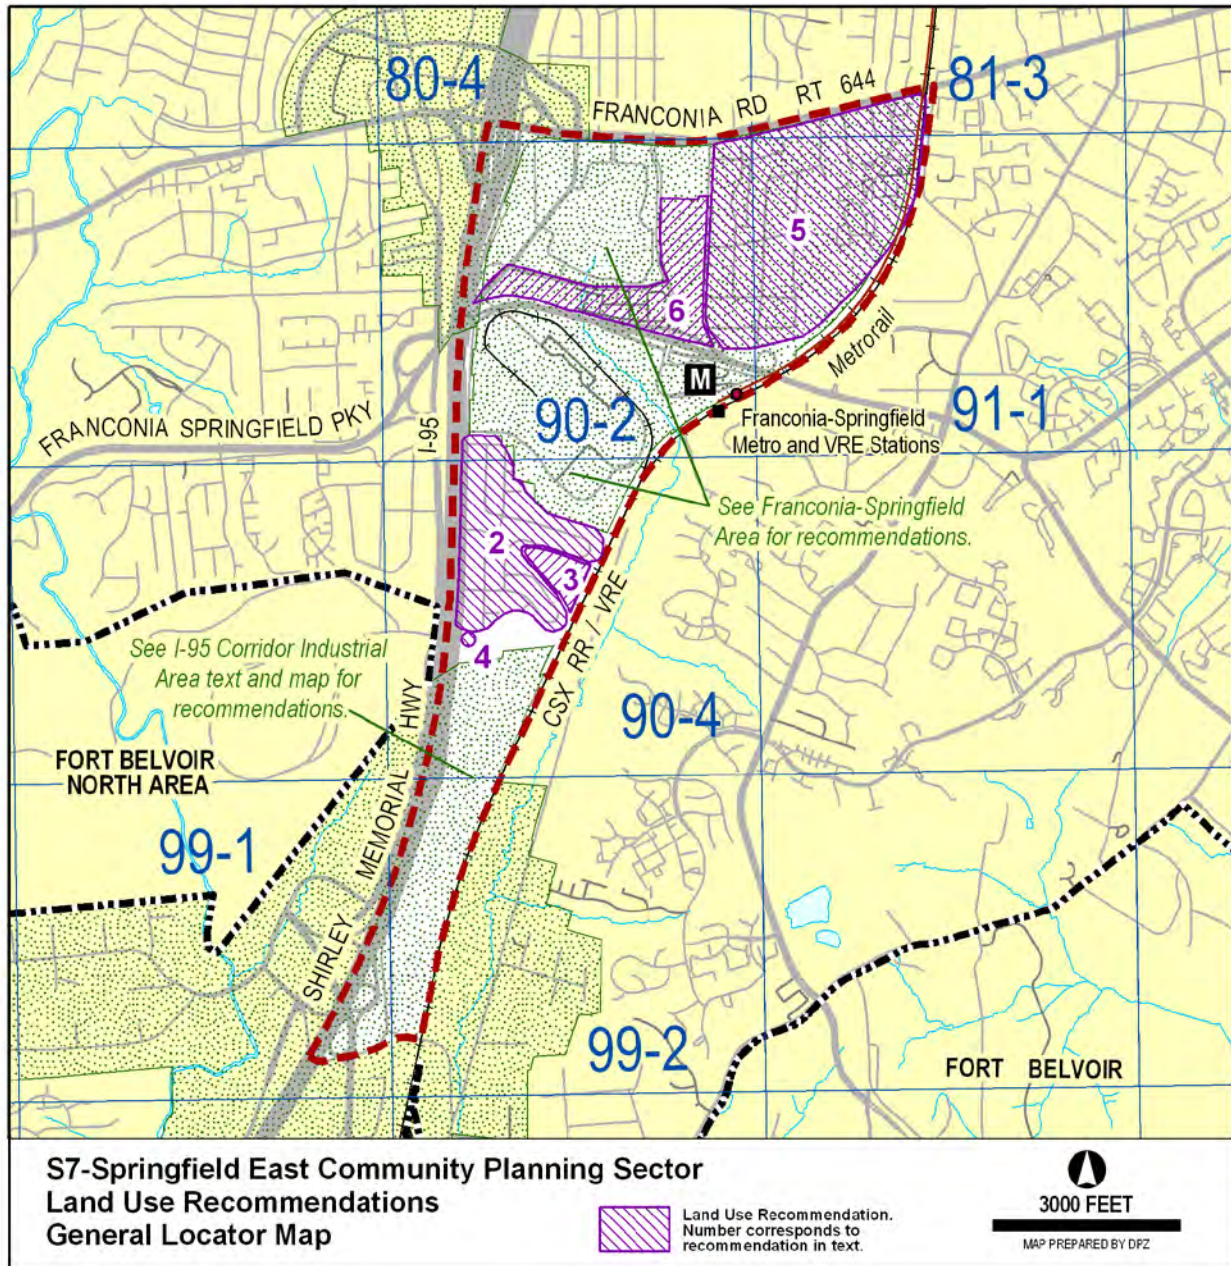 80-4
81-3
FRANCONIA RD RT 644
5
6
Metrorail
M
90-2
91-1
FRANCONIA SPRINGFIELD PKY
I-95
Franconia-Springfield
Metro and VRE Stations
See Franconia-Springfield
Area for recommendations.
2
3
4
CSX RR / VRE
See I-95 Corridor Industrial
Area text and map for
recommendations.
90-4
FORT BELVOIR
NORTH AREA
SHIRLEY MEMORIAL HWY
99-1
99-2
FORT BELVOIR
S7-Springfield East Community Planning Sector
Land Use Recommendations
General Locator Map
Land Use Recommendation.
Number corresponds to
recommendation in text.
3000 FEET
MAP PREPARED BY DPZ